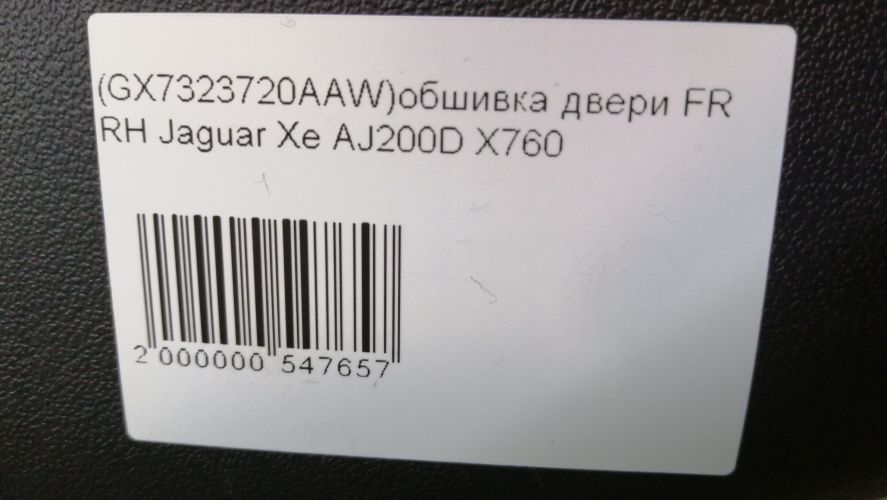 (GX7323720AAW)обшивка двери FR
RH Jaguar Xe AJ200D X760
2 000000 547657